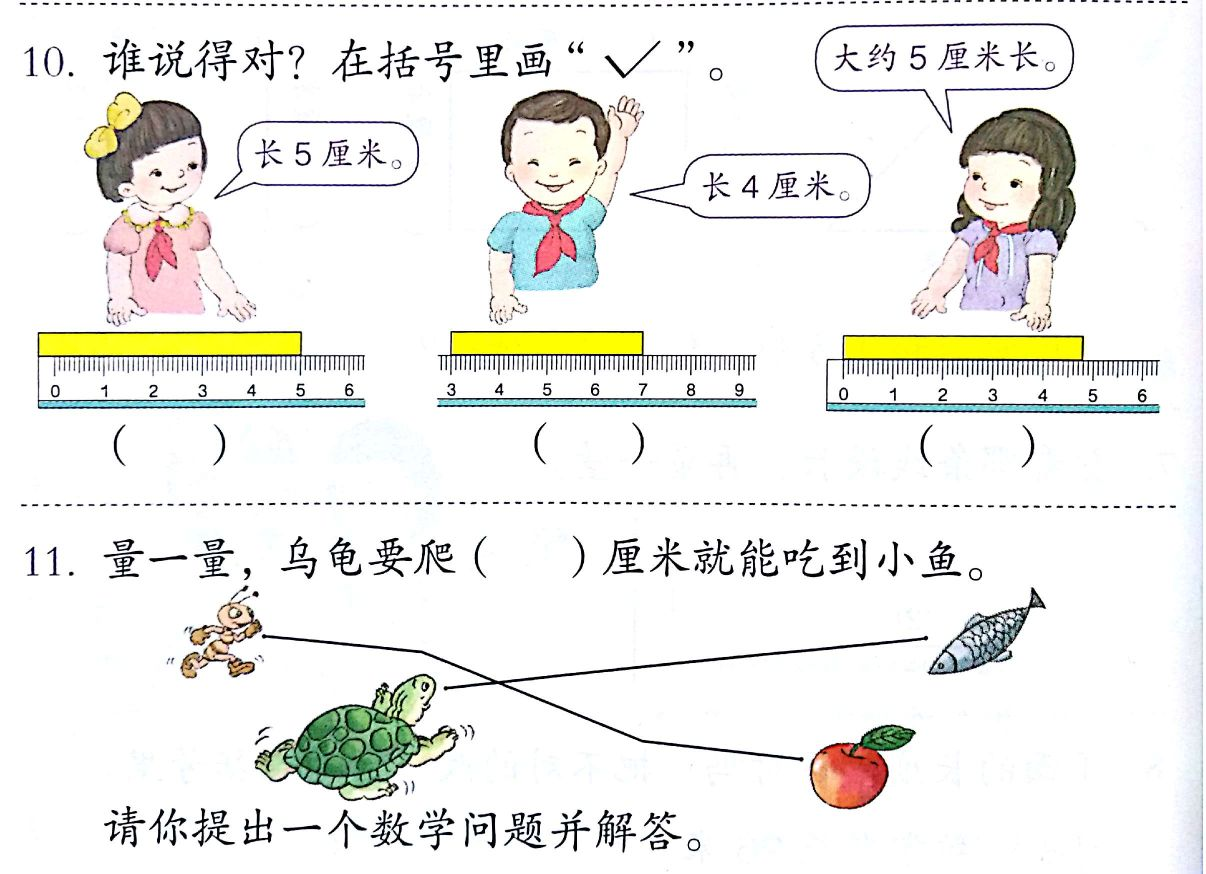 10. 谁说得对？在括号里画“✓”。
大约 5 厘米长。
长 5 厘米。
长 4 厘米。
0 1 2 3 4 5 6
3 4 5 6 7 8 9
0 1 2 3 4 5 6
（　　） （　　） （　　）
11. 量一量，乌龟要爬（　　）厘米就能吃到小鱼。
请你提出一个数学问题并解答。